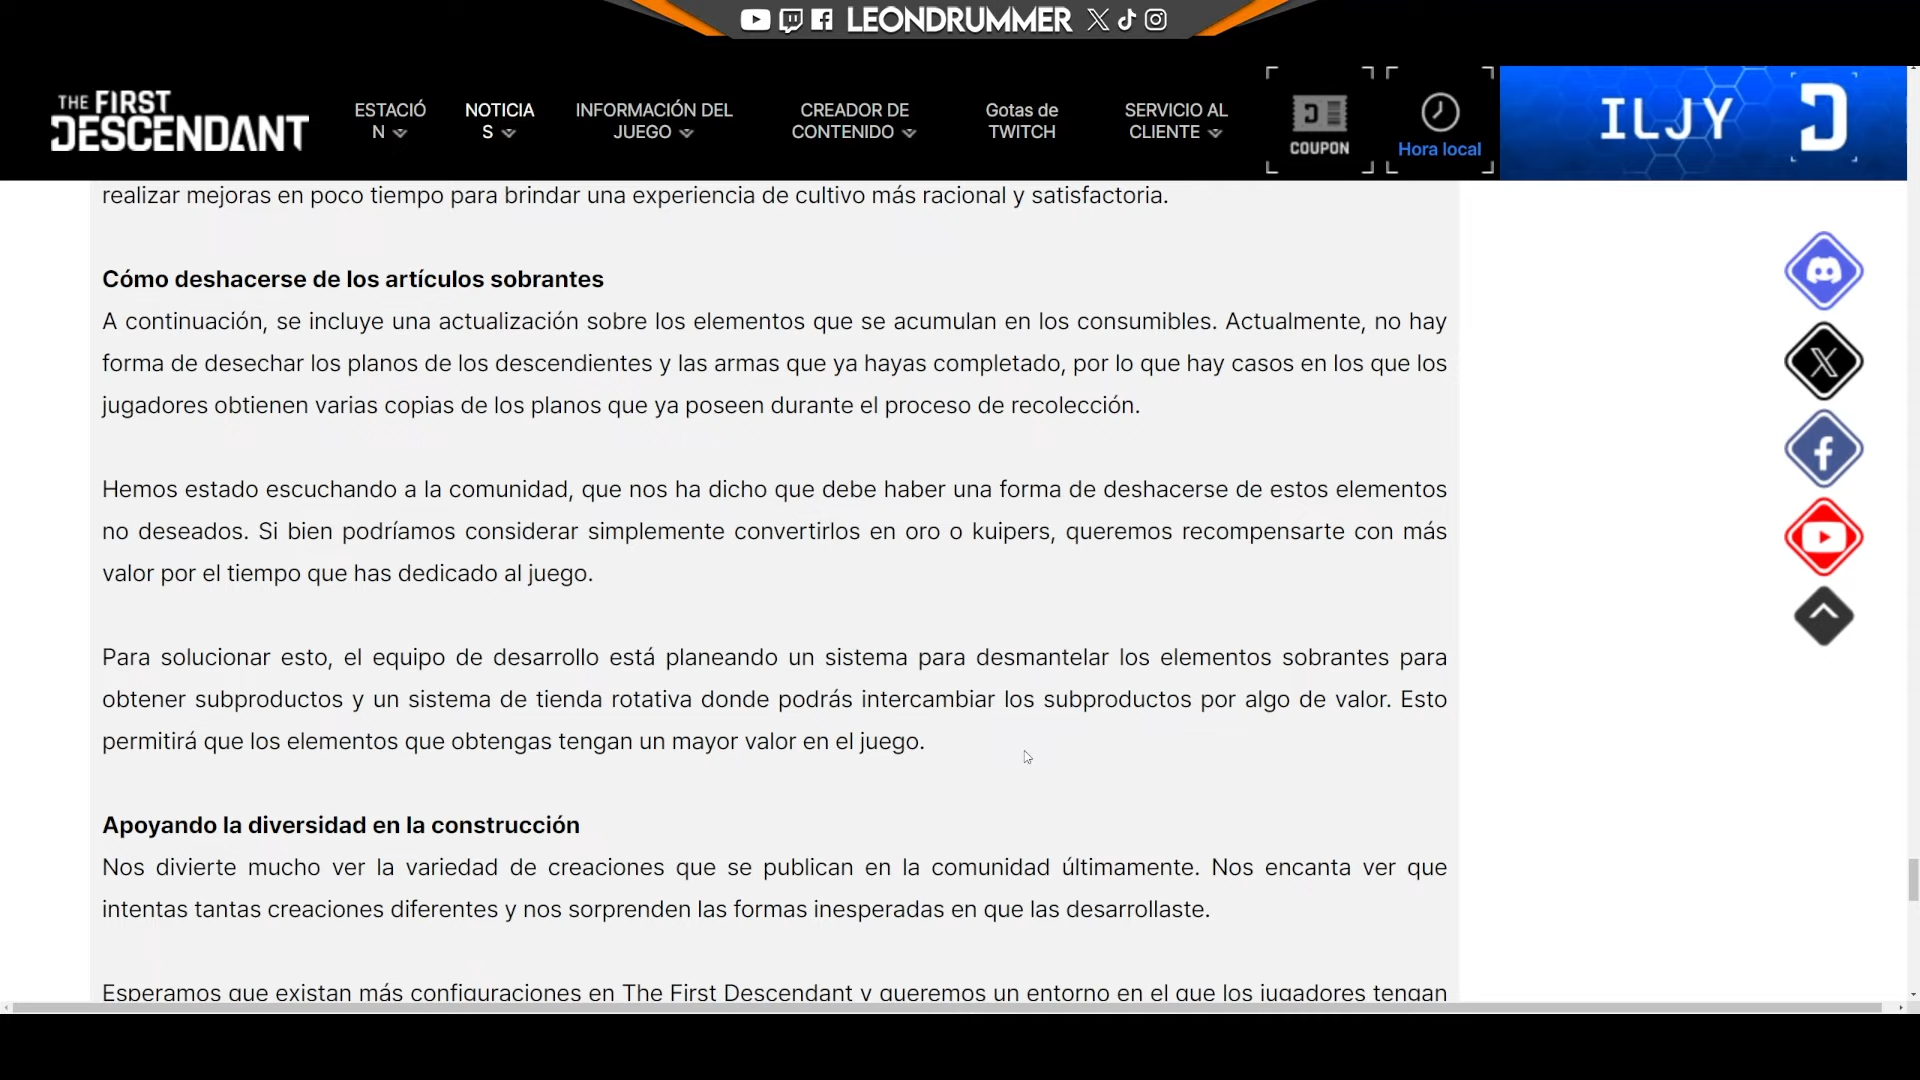 LEONDRUMMER
THE FIRST
DESCENDANT
ESTACIÓ
N
NOTICIA
S
INFORMACIÓN DEL
JUEGO
CREADOR DE
CONTENIDO
Gotas de
TWITCH
SERVICIO AL
CLIENTE
COUPON
Hora local
ILJY
realizar mejoras en poco tiempo para brindar una experiencia de cultivo más racional y satisfactoria.
Cómo deshacerse de los artículos sobrantes
A continuación, se incluye una actualización sobre los elementos que se acumulan en los consumibles. Actualmente, no hay
forma de desechar los planos de los descendientes y las armas que ya hayas completado, por lo que hay casos en los que los
jugadores obtienen varias copias de los planos que ya poseen durante el proceso de recolección.
Hemos estado escuchando a la comunidad, que nos ha dicho que debe haber una forma de deshacerse de estos elementos
no deseados. Si bien podríamos considerar simplemente convertirlos en oro o kuipers, queremos recompensarte con más
valor por el tiempo que has dedicado al juego.
Para solucionar esto, el equipo de desarrollo está planeando un sistema para desmantelar los elementos sobrantes para
obtener subproductos y un sistema de tienda rotativa donde podrás intercambiar los subproductos por algo de valor. Esto
permitirá que los elementos que obtengas tengan un mayor valor en el juego.
Apoyando la diversidad en la construcción
Nos divierte mucho ver la variedad de creaciones que se publican en la comunidad últimamente. Nos encanta ver que
intentas tantas creaciones diferentes y nos sorprenden las formas inesperadas en que las desarrollaste.
Esperamos que existan más configuraciones en The First Descendant y queremos un entorno en el que los jugadores tengan